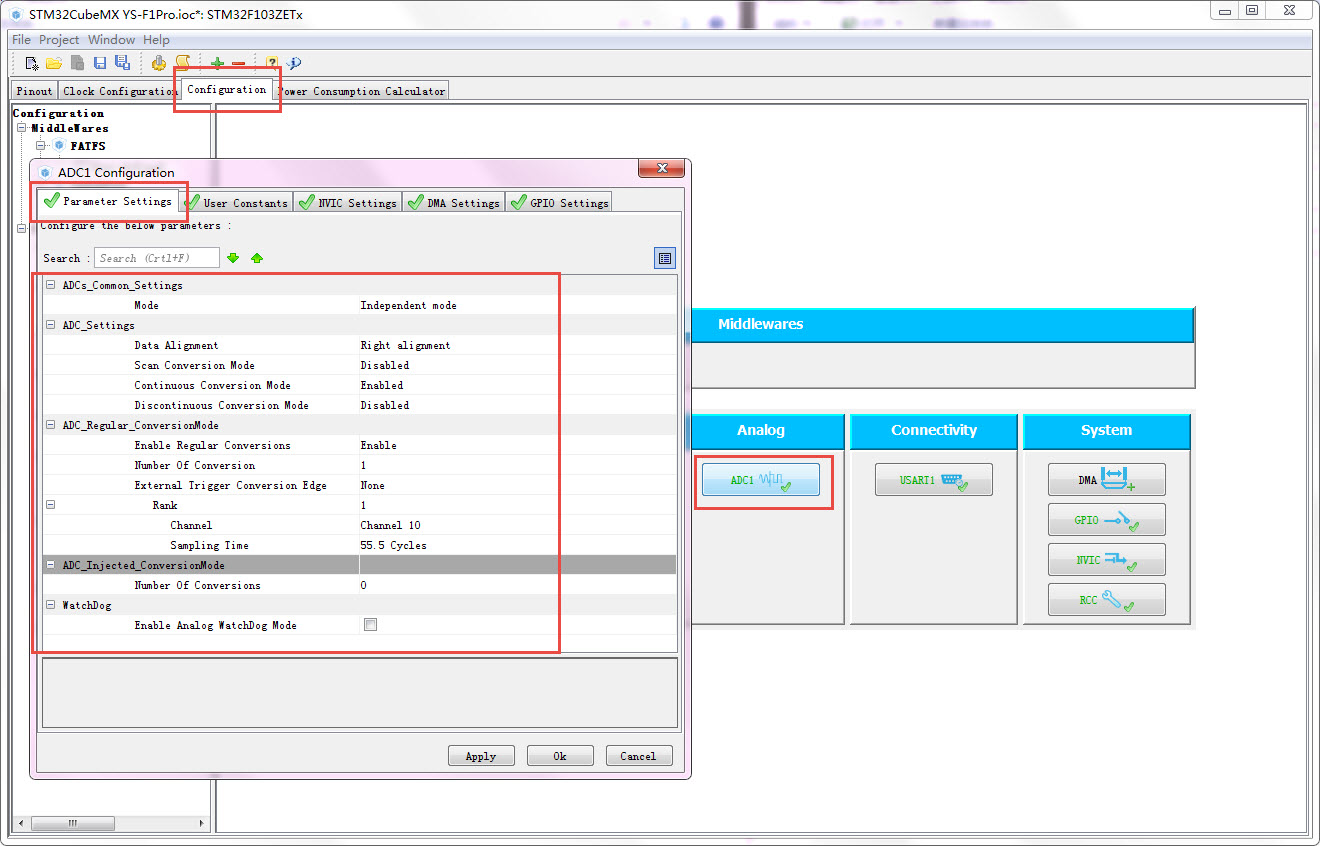 STM32CubeMX YS-F1Pro.ioc*: STM32F103ZETx
File Project Window Help
Pinout Clock Configuration Configuration Power Consumption Calculator
Configuration
MiddleWares
FATFS
ADC1 Configuration
Parameter Settings User Constants NVIC Settings DMA Settings GPIO Settings
Configure the below parameters :
Search : Search (Crtl+F)
ADCs_Common_Settings
Mode Independent mode
ADC_Settings
Data Alignment Right alignment
Scan Conversion Mode Disabled
Continuous Conversion Mode Enabled
Discontinuous Conversion Mode Disabled
ADC_Regular_ConversionMode
Enable Regular Conversions Enable
Number Of Conversion 1
External Trigger Conversion Edge None
Rank 1
Channel Channel 10
Sampling Time 55.5 Cycles
ADC_Injected_ConversionMode
Number Of Conversions 0
WatchDog
Enable Analog WatchDog Mode
Apply Ok Cancel
Middlewares
Analog Connectivity System
ADC1 USART1 DMA
GPIO
NVIC
RCC